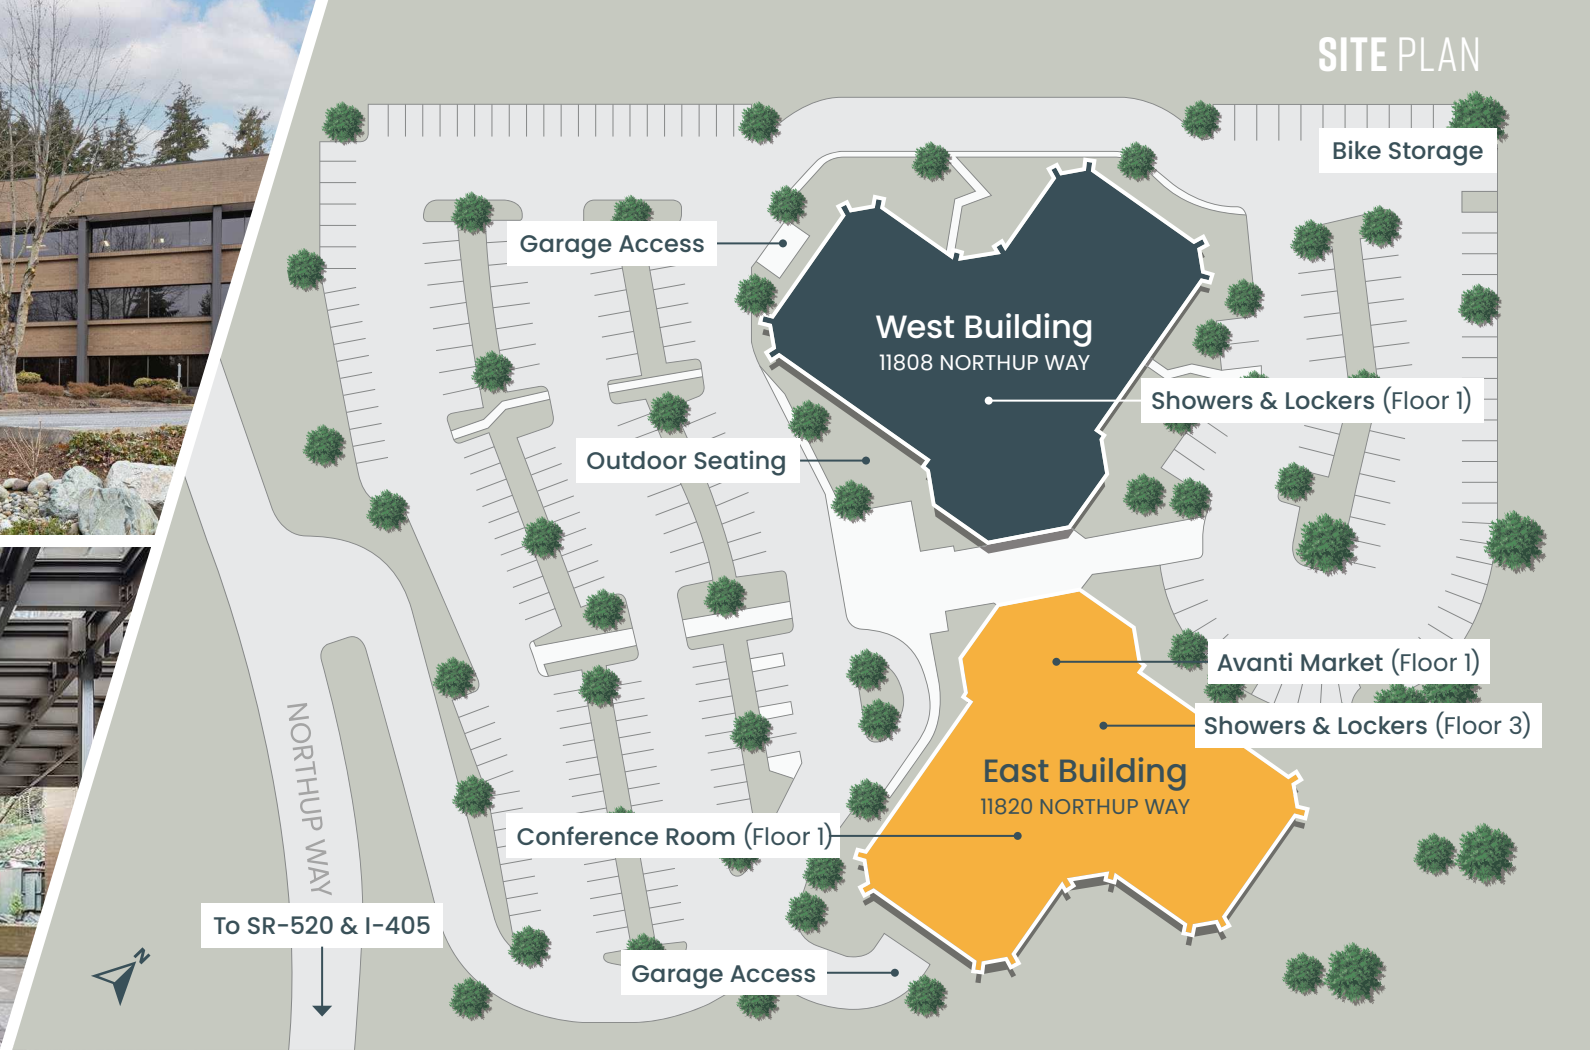 SITE PLAN
Bike Storage
Garage Access
West Building
11808 NORTHUP WAY
Showers & Lockers (Floor 1)
Outdoor Seating
Avanti Market (Floor 1)
Showers & Lockers (Floor 3)
East Building
11820 NORTHUP WAY
Conference Room (Floor 1)
NORTHUP WAY
To SR-520 & I-405
N
Garage Access